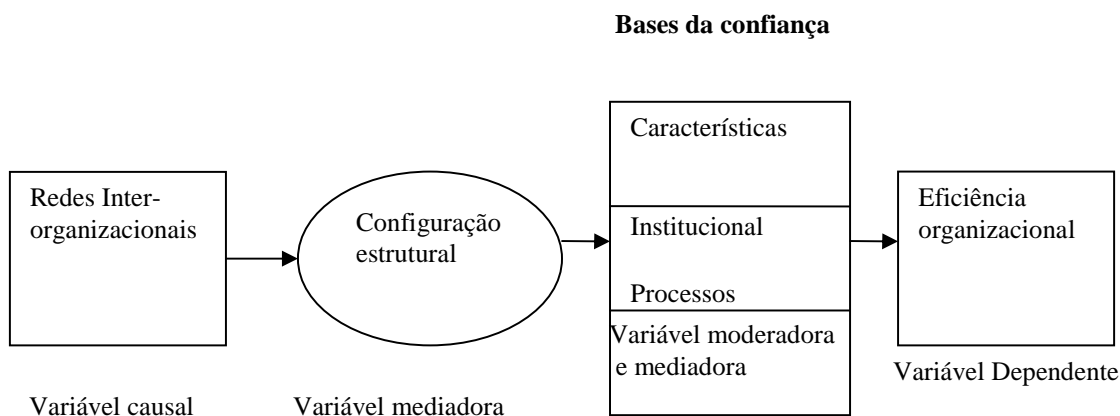 Bases da confiança
Redes Inter-
organizacionais
Configuração
estrutural
Características
Institucional
Processos
Variável moderadora
e mediadora
Eficiência
organizacional
Variável causal
Variável mediadora
Variável Dependente